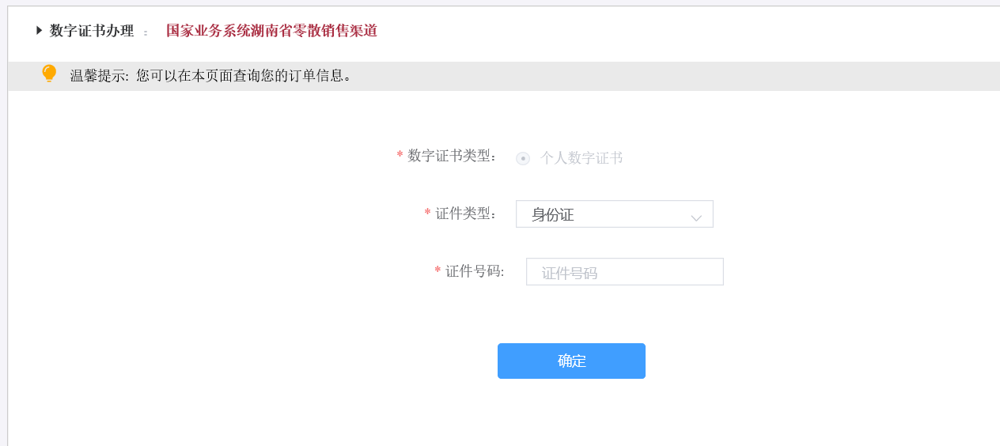 数字证书办理 : 国家业务系统湖南省零散销售渠道
温馨提示: 您可以在本页面查询您的订单信息。
* 数字证书类型: 个人数字证书
* 证件类型: 身份证
* 证件号码: 证件号码
确定